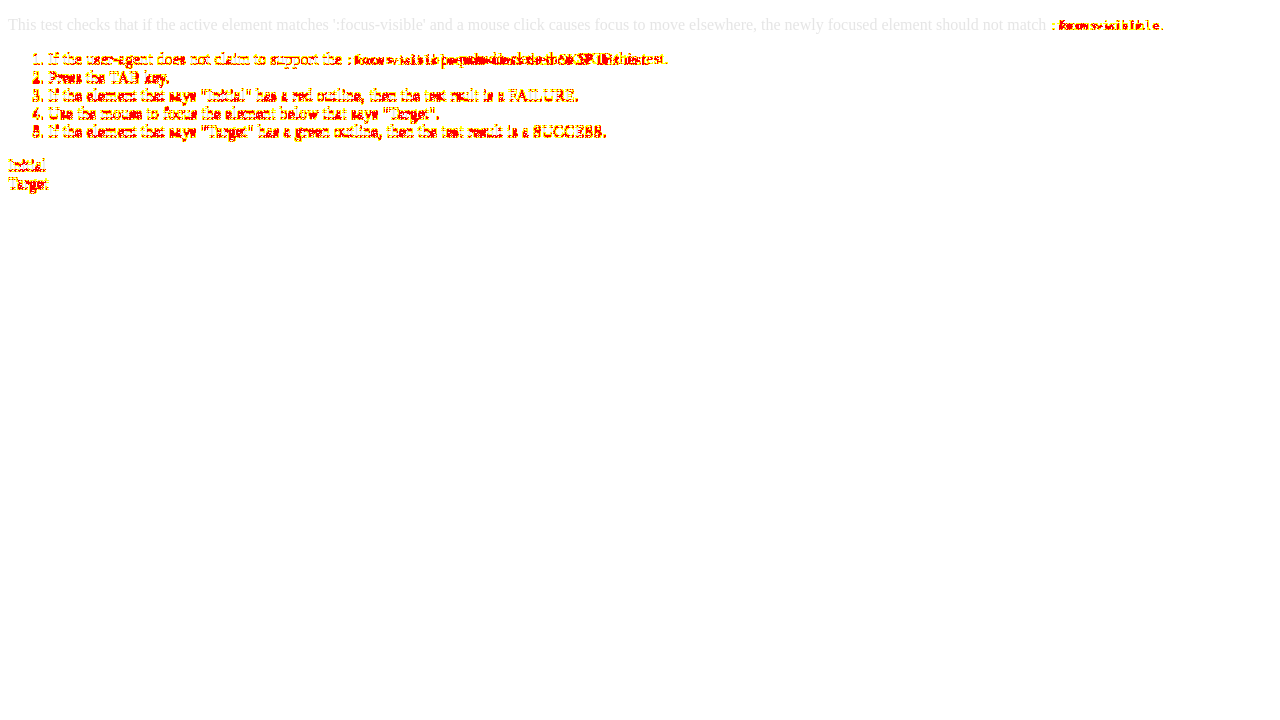 This test checks that if the active element matches ':focus-visible' and a mouse click causes focus to move elsewhere, the newly focused element should not match :focus-visible.
1. If the user-agent does not claim to support the :focus-visible pseudo-class then SKIP this test.
2. Press the TAB key.
3. If the element that says "Initial" has a red outline, then the test result is a FAILURE.
4. Use the mouse to focus the element below that says "Target".
5. If the element that says "Target" has a green outline, then the test result is a SUCCESS.
Initial
Target